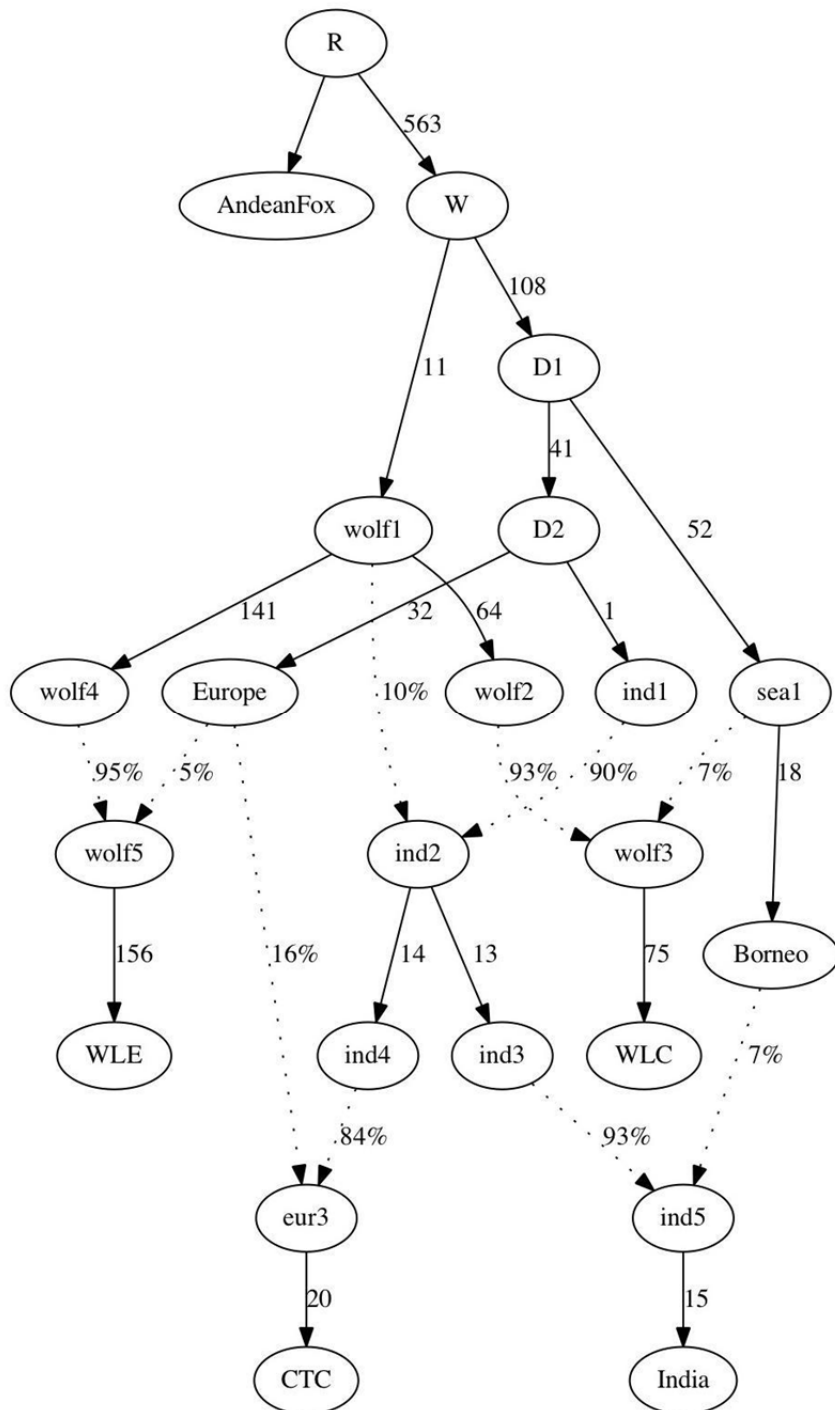 R
563
AndeanFox
W
108
D1
11
41
wolf1
D2
52
141
32
64
1
wolf4
Europe
wolf2
ind1
sea1
10%
95%
5%
93%
90%
7%
18
wolf5
ind2
wolf3
156
16%
14
13
75
Borneo
WLE
ind4
ind3
WLC
7%
84%
93%
eur3
ind5
20
15
CTC
India